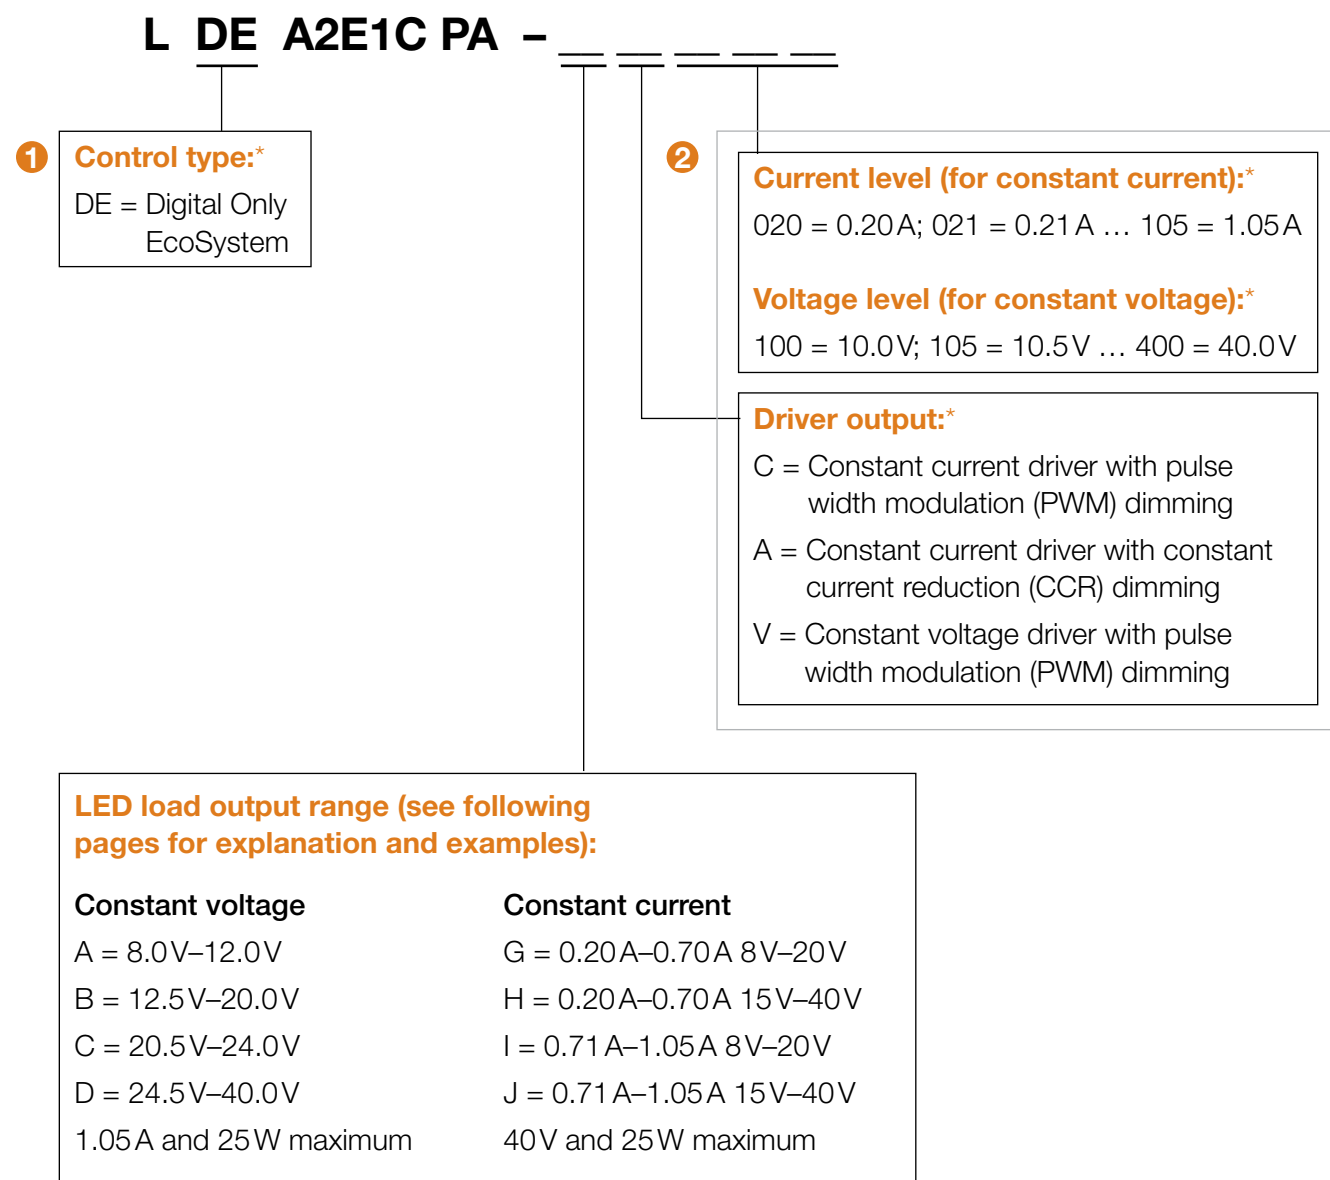 L DE A2E1C PA – __ __ __ __ __
1
Control type:*
DE = Digital Only
EcoSystem
2
Current level (for constant current):*
020 = 0.20 A; 021 = 0.21 A … 105 = 1.05 A
Voltage level (for constant voltage):*
100 = 10.0 V; 105 = 10.5 V … 400 = 40.0 V
Driver output:*
C = Constant current driver with pulse
width modulation (PWM) dimming
A = Constant current driver with constant
current reduction (CCR) dimming
V = Constant voltage driver with pulse
width modulation (PWM) dimming
LED load output range (see following
pages for explanation and examples):
Constant voltage
A = 8.0 V–12.0 V
B = 12.5 V–20.0 V
C = 20.5 V–24.0 V
D = 24.5 V–40.0 V
1.05 A and 25 W maximum
Constant current
G = 0.20 A–0.70 A 8 V–20 V
H = 0.20 A–0.70 A 15 V–40 V
I = 0.71 A–1.05 A 8 V–20 V
J = 0.71 A–1.05 A 15 V–40 V
40 V and 25 W maximum